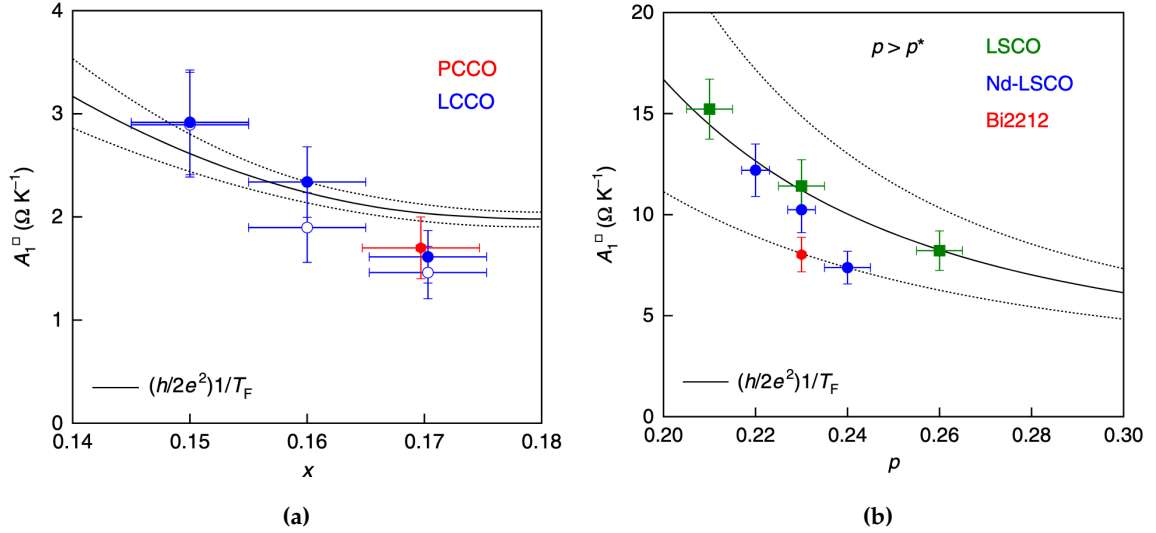 4
3
2
1
0
0.14
0.15
0.16
0.17
0.18
x
A₁□ (Ω K⁻¹)
PCCO
LCCO
(h/2e²)1/T_F
(a)
20
15
10
5
0
0.20
0.22
0.24
0.26
0.28
0.30
p
A₁□ (Ω K⁻¹)
p > p*
LSCO
Nd-LSCO
Bi2212
(h/2e²)1/T_F
(b)